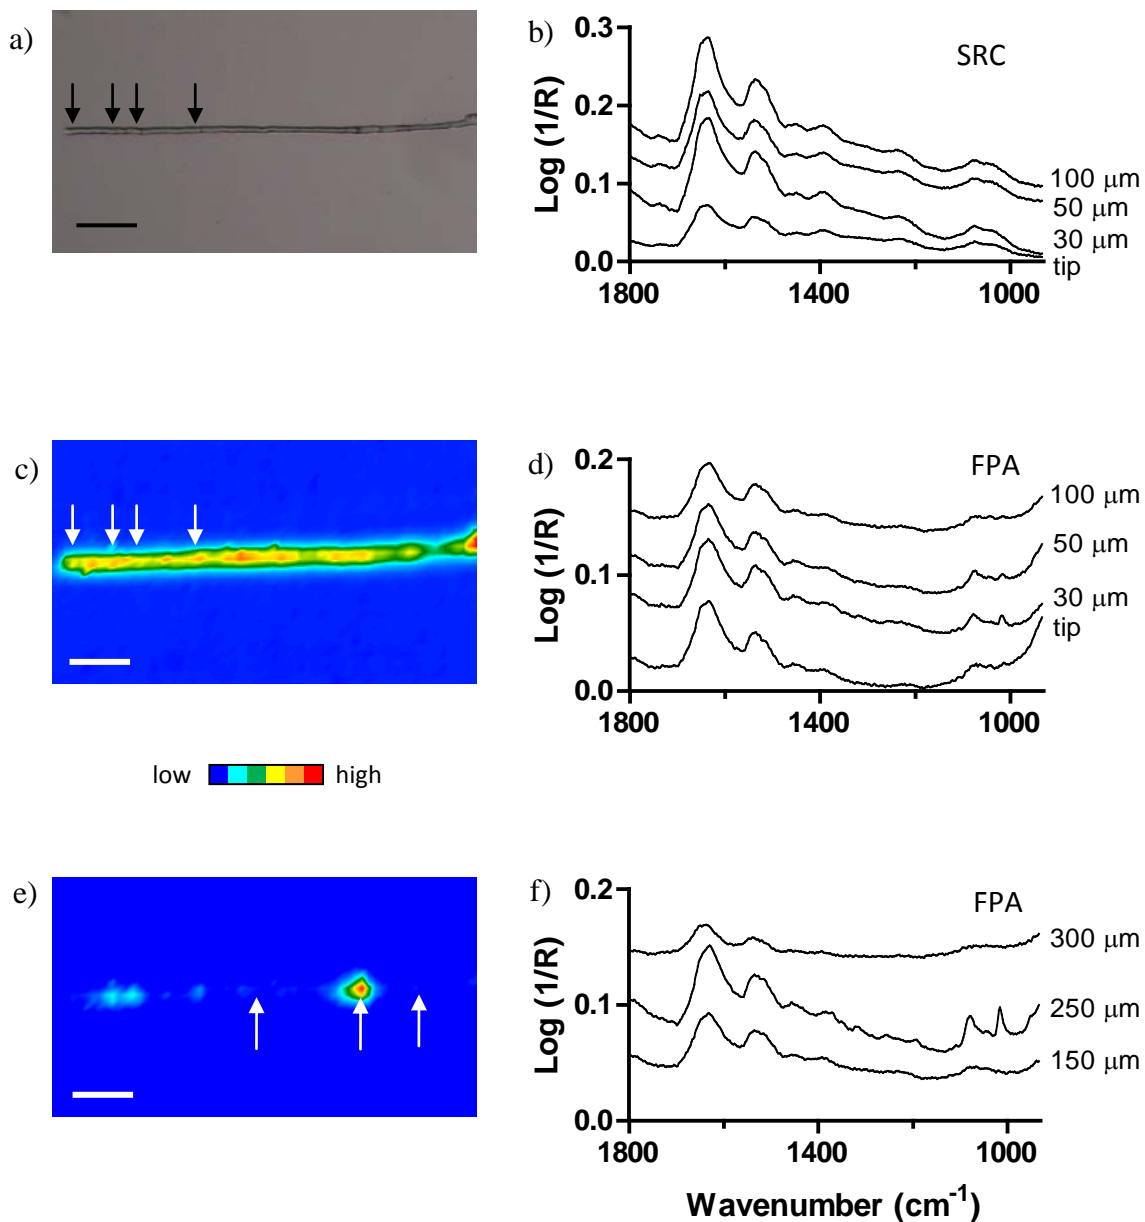 a)
b)
SRC
Log (1/R)
0.3
0.2
0.1
0.0
1800
1400
1000
100 μm
50 μm
30 μm
tip
c)
d)
FPA
Log (1/R)
0.2
0.1
0.0
1800
1400
1000
100 μm
50 μm
30 μm
tip
low
high
e)
f)
FPA
Log (1/R)
0.2
0.1
0.0
1800
1400
1000
300 μm
250 μm
150 μm
Wavenumber (cm⁻¹)